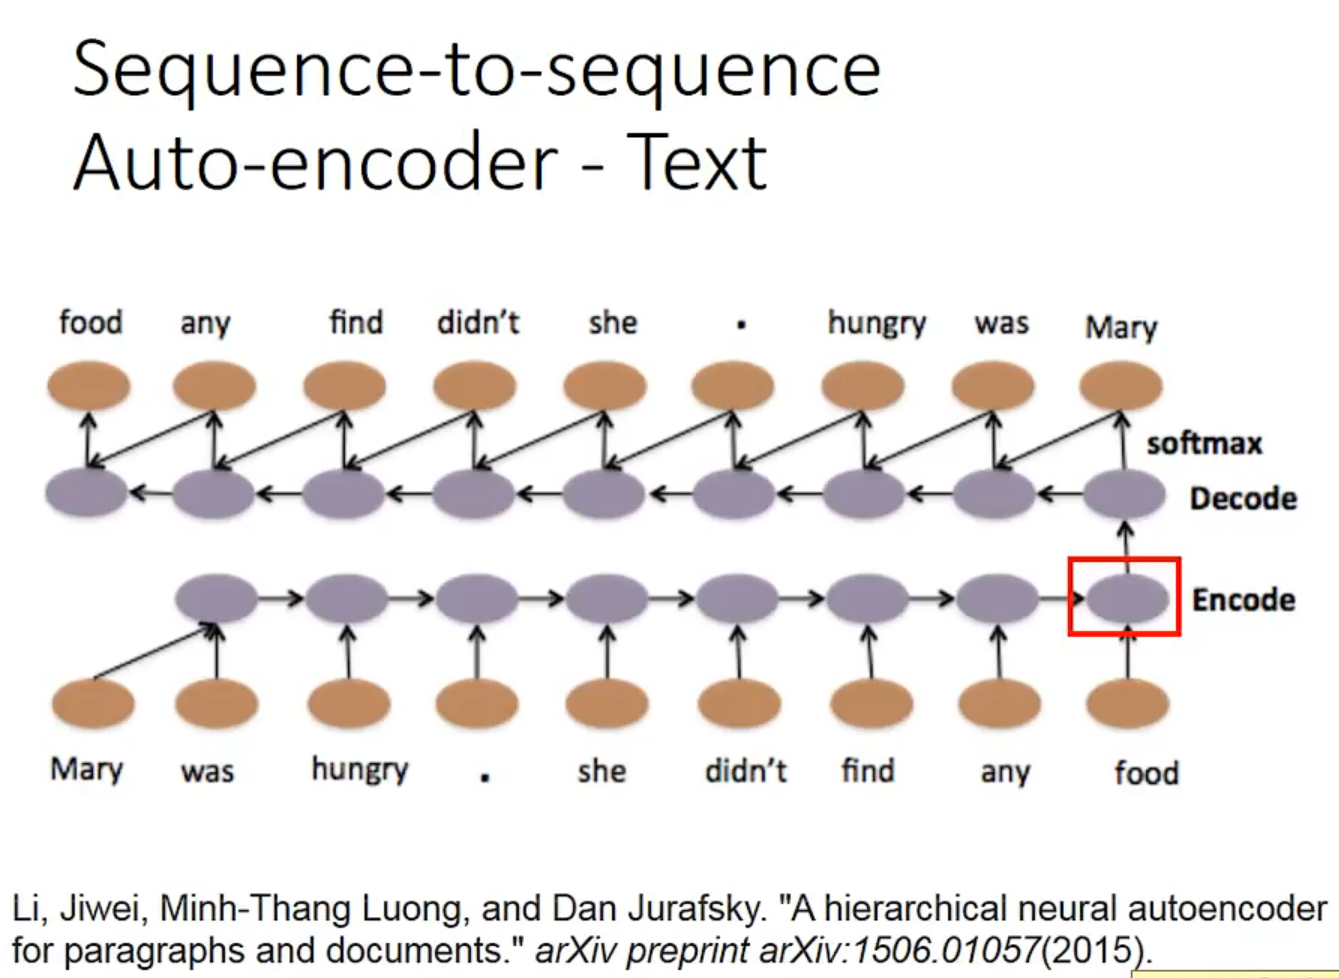 Sequence-to-sequence
Auto-encoder - Text
food any find didn't she . hungry was Mary
softmax
Decode
Encode
Mary was hungry . she didn't find any food
Li, Jiwei, Minh-Thang Luong, and Dan Jurafsky. "A hierarchical neural autoencoder
for paragraphs and documents." arXiv preprint arXiv:1506.01057(2015).